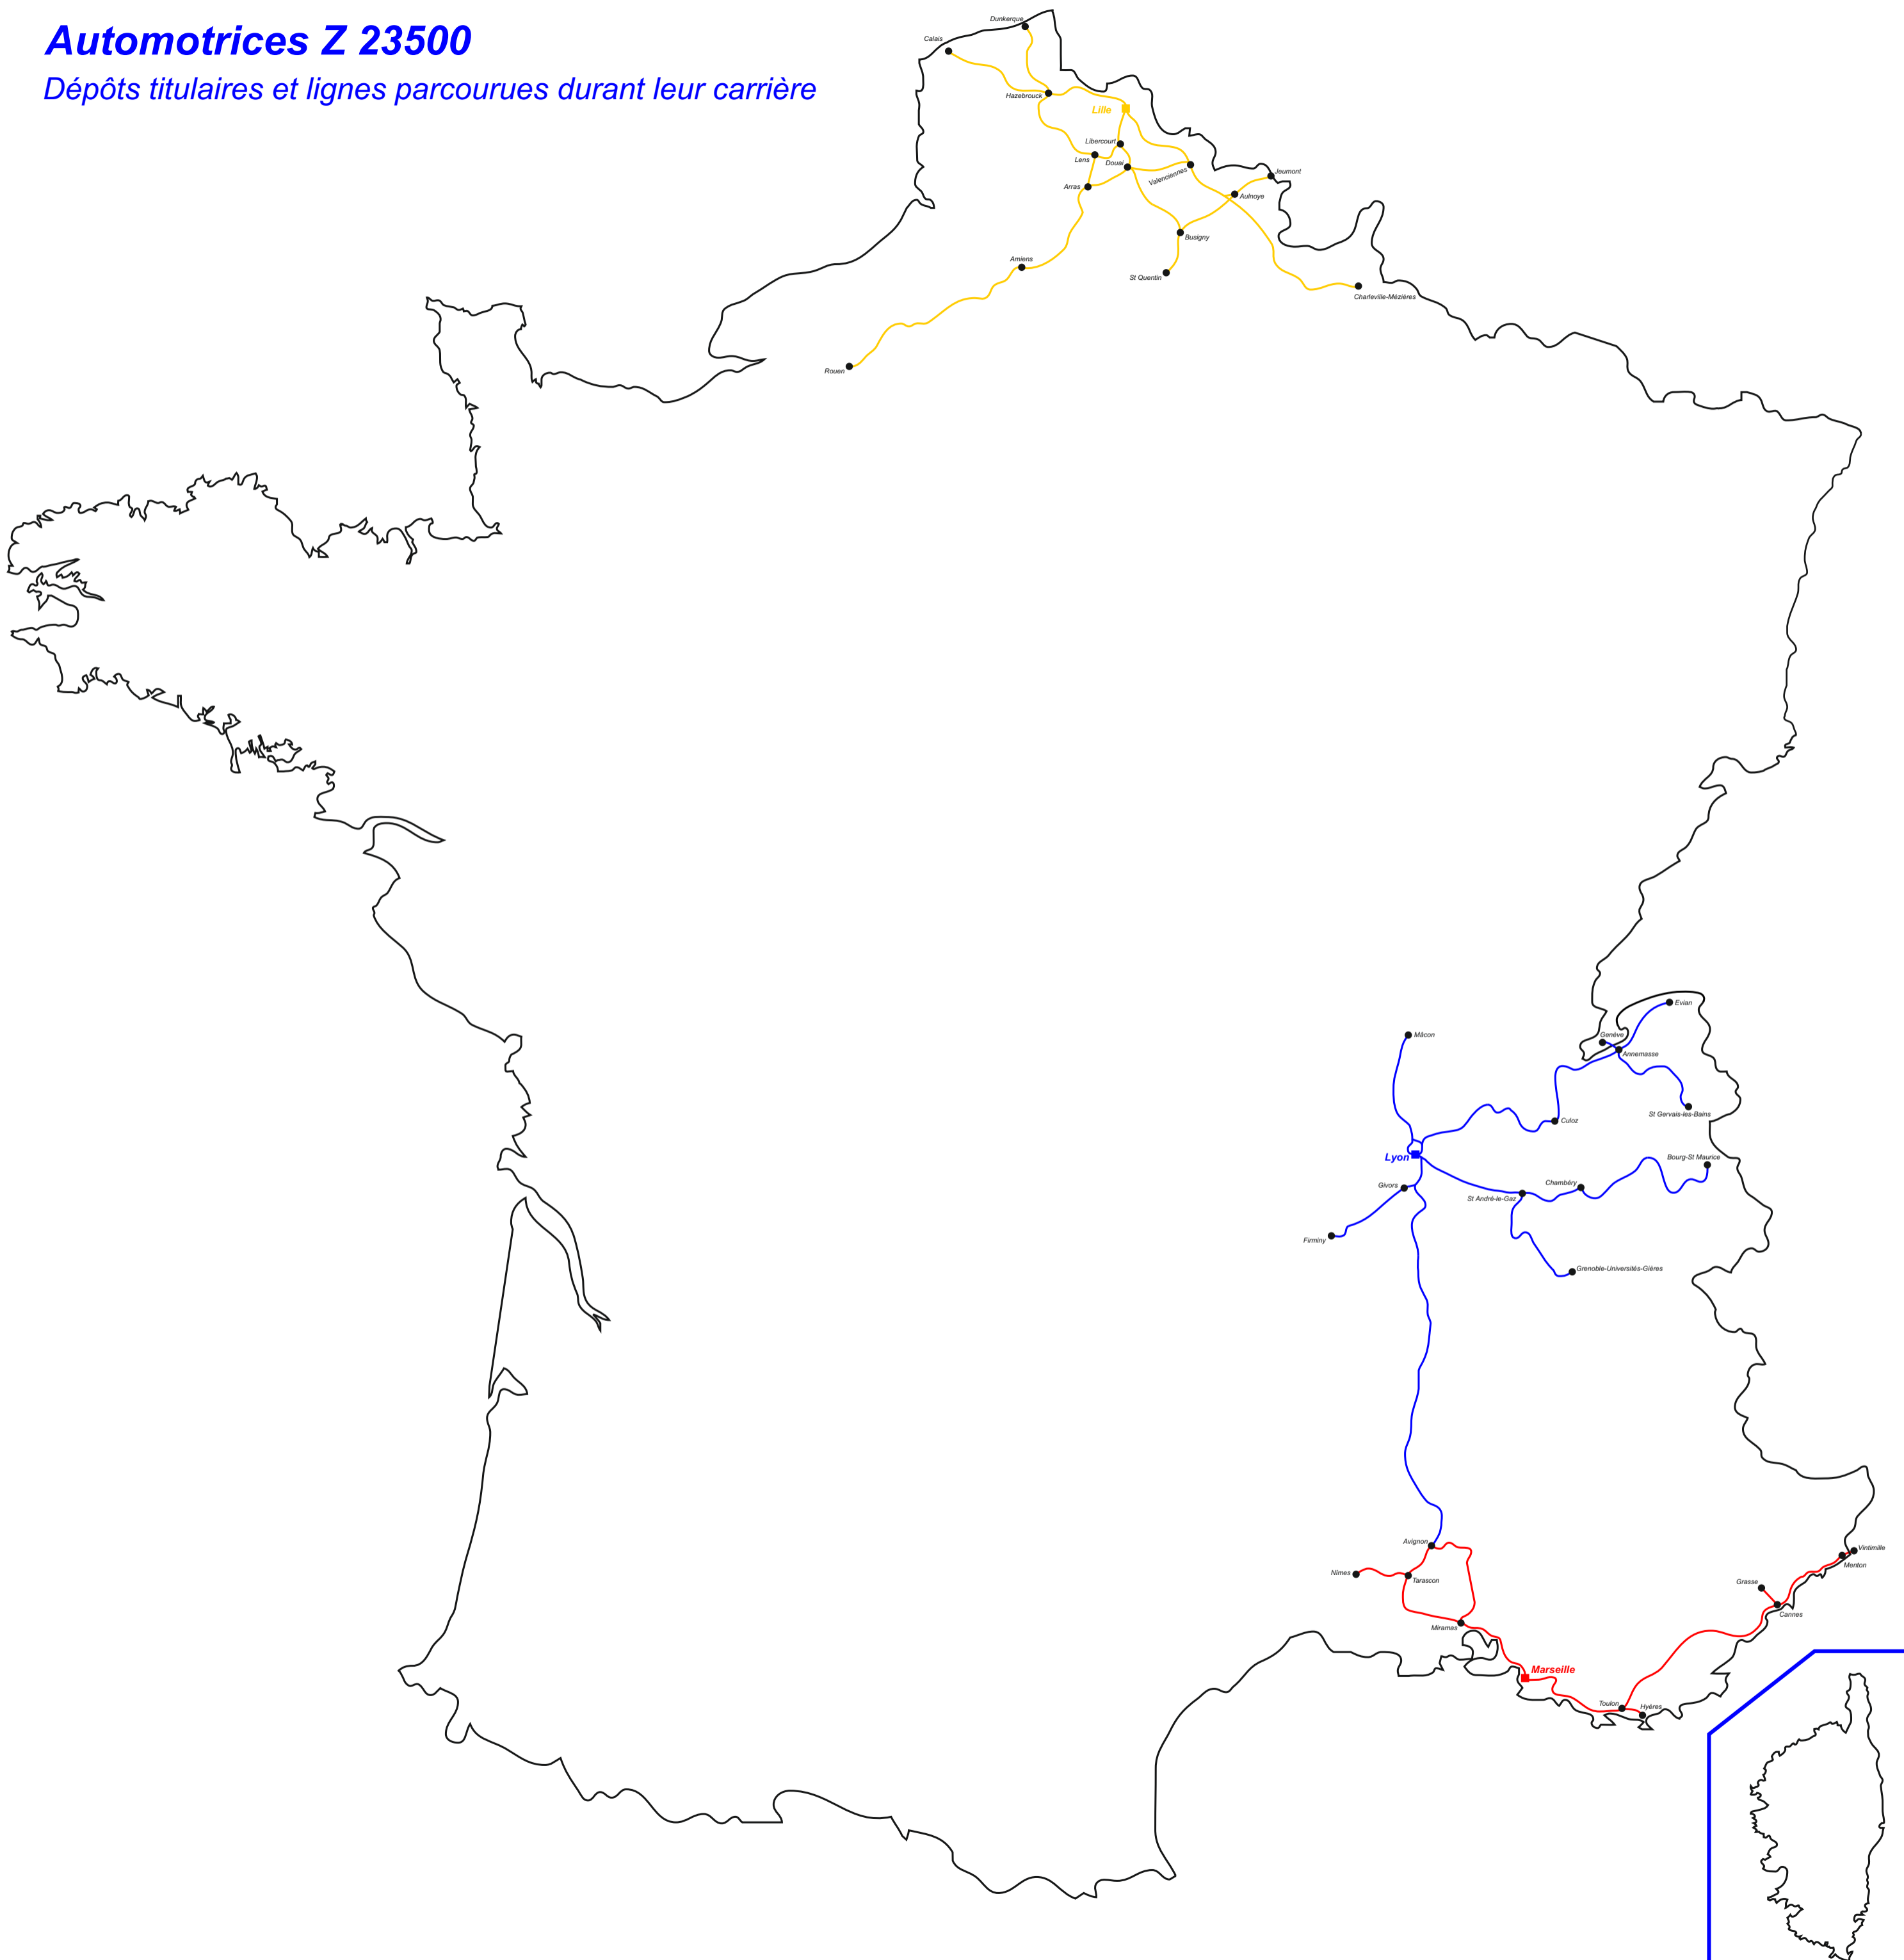 Automotrices Z 23500
Dépôts titulaires et lignes parcourues durant leur carrière
Dunkerque
Calais
Hazebrouck
Lille
Libercourt
Lens
Douai
Valenciennes
Jeumont
Arras
Aulnoye
Busigny
Amiens
St Quentin
Charleville-Mézières
Rouen
Evian
Mâcon
Genève
Annemasse
St Gervais-les-Bains
Culoz
Lyon
Bourg-St Maurice
Givors
Chambéry
St André-le-Gaz
Firminy
Grenoble-Universités-Gières
Avignon
Vintimille
Menton
Nîmes
Tarascon
Grasse
Cannes
Miramas
Marseille
Toulon
Hyères